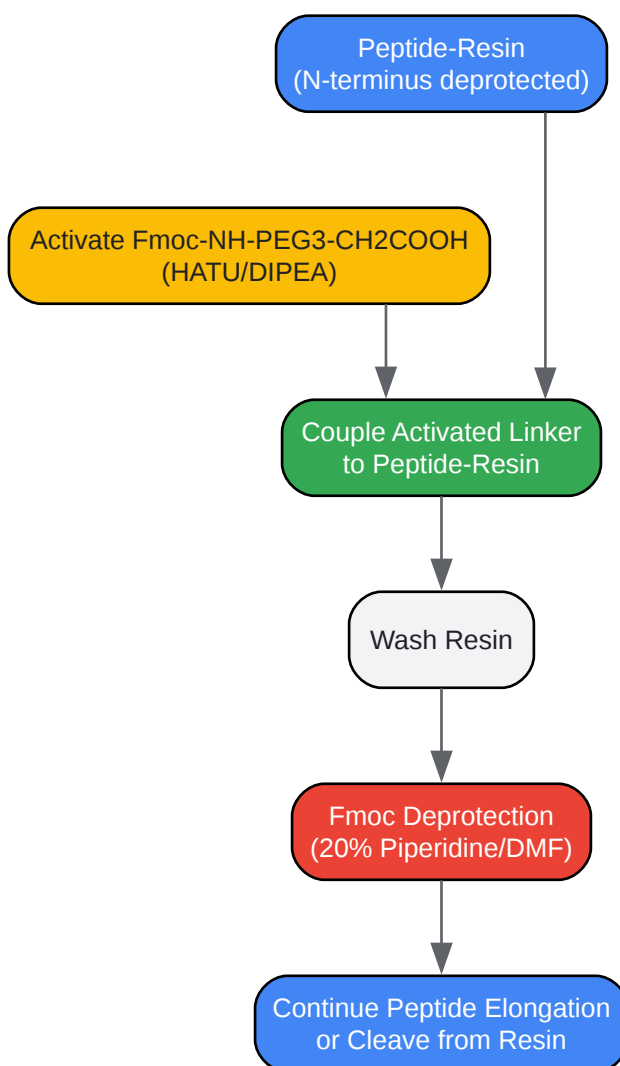 Peptide-Resin
(N-terminus deprotected)
Activate Fmoc-NH-PEG3-CH2COOH
(HATU/DIPEA)
Couple Activated Linker
to Peptide-Resin
Wash Resin
Fmoc Deprotection
(20% Piperidine/DMF)
Continue Peptide Elongation
or Cleave from Resin